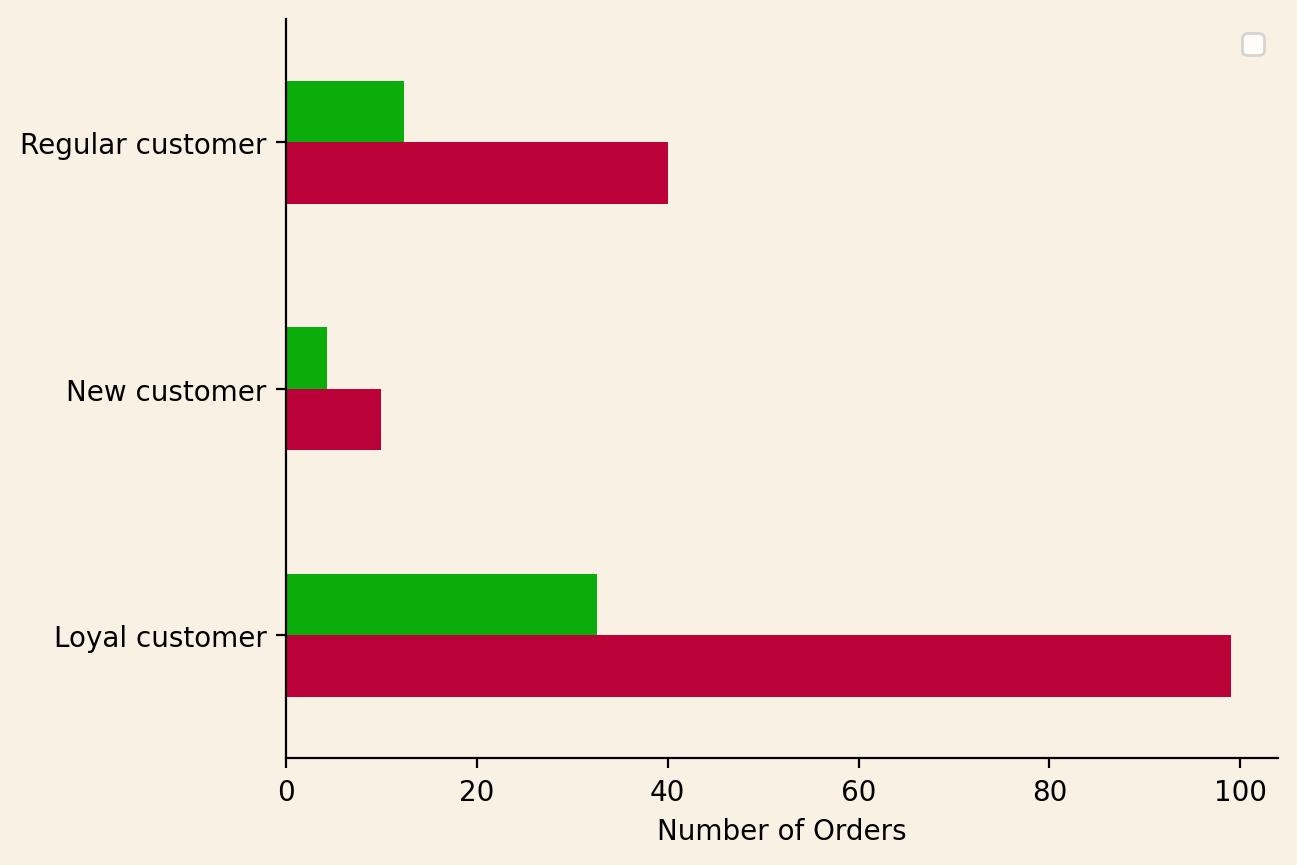 Regular customer
New customer
Loyal customer
0 20 40 60 80 100
Number of Orders